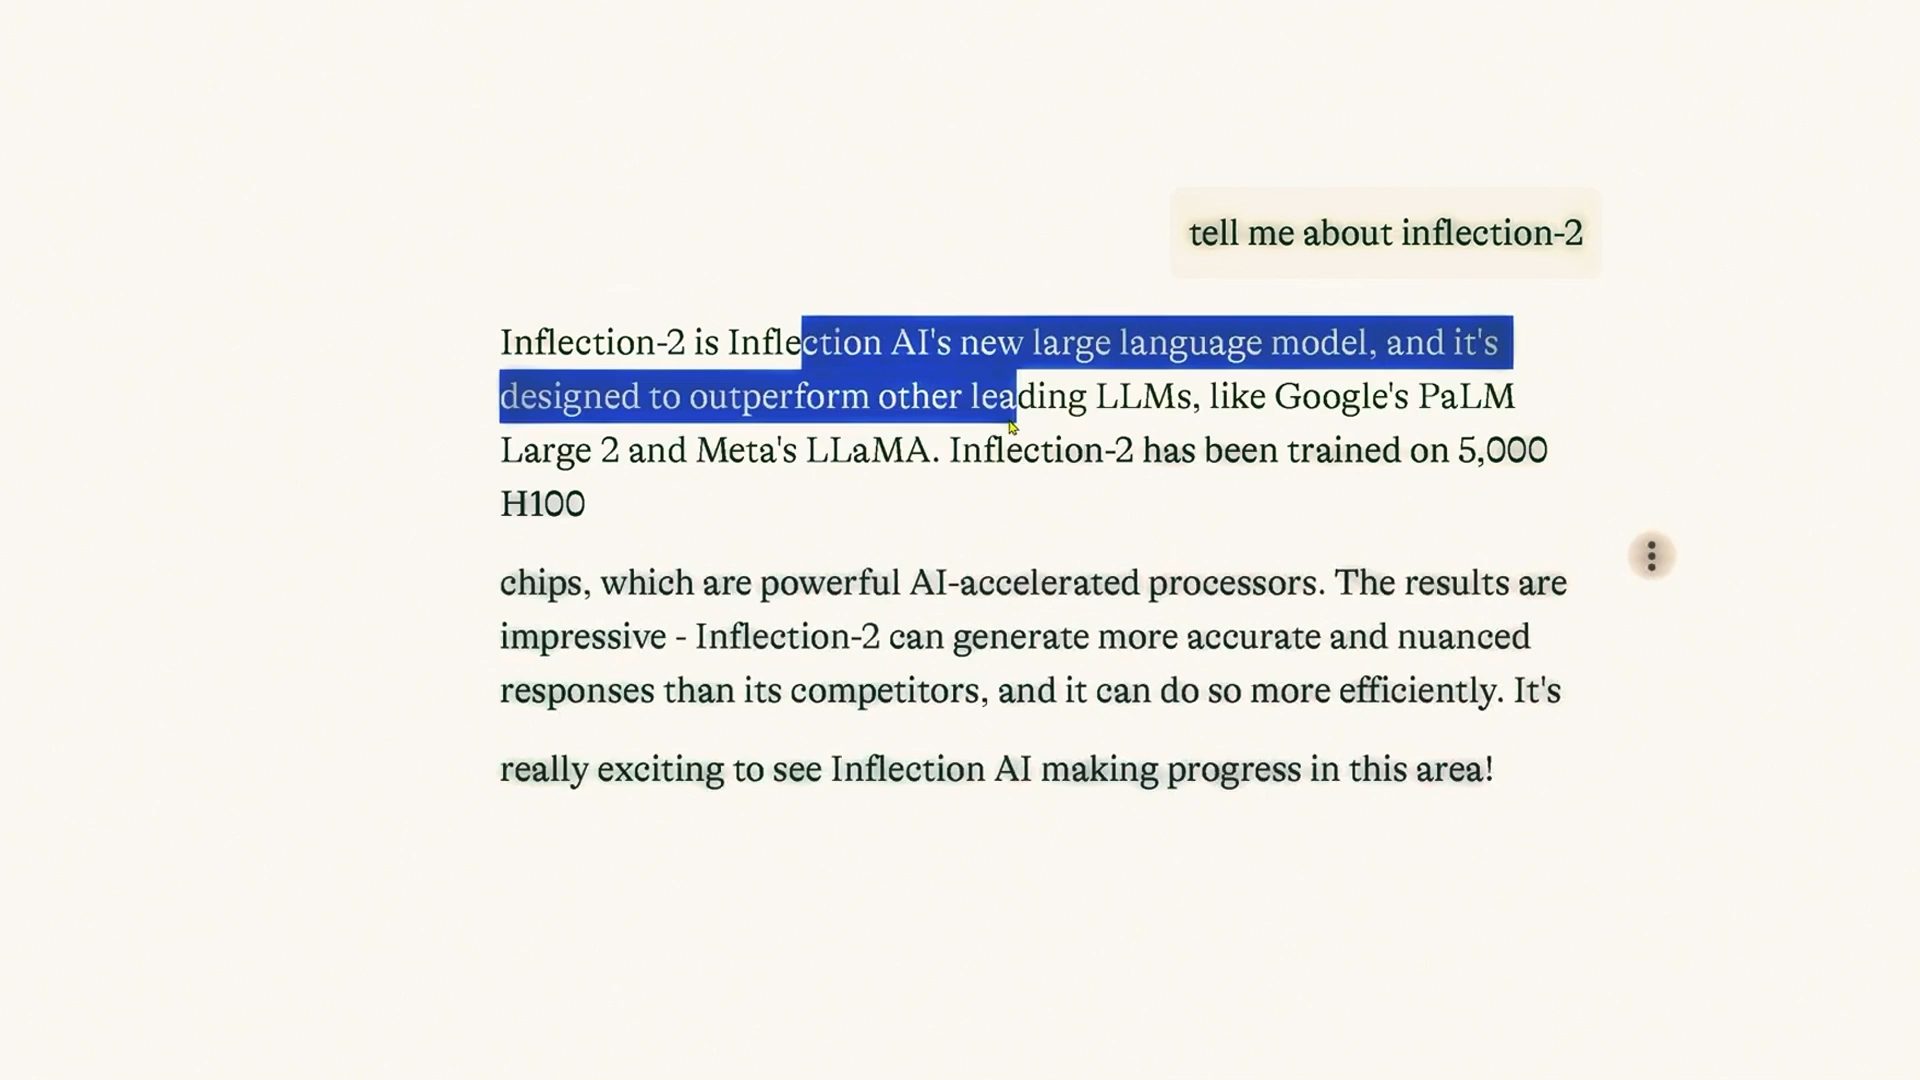 tell me about inflection-2
Inflection-2 is Inflection AI's new large language model, and it's
designed to outperform other leading LLMs, like Google's PaLM
Large 2 and Meta's LLaMA. Inflection-2 has been trained on 5,000
H100
chips, which are powerful AI-accelerated processors. The results are
impressive - Inflection-2 can generate more accurate and nuanced
responses than its competitors, and it can do so more efficiently. It's
really exciting to see Inflection AI making progress in this area!